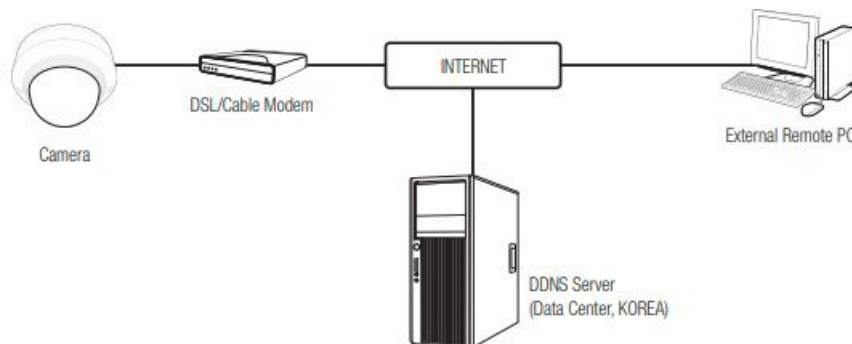 INTERNET
DSL/Cable Modem
External Remote PC
Camera
DDNS Server
(Data Center, KOREA)